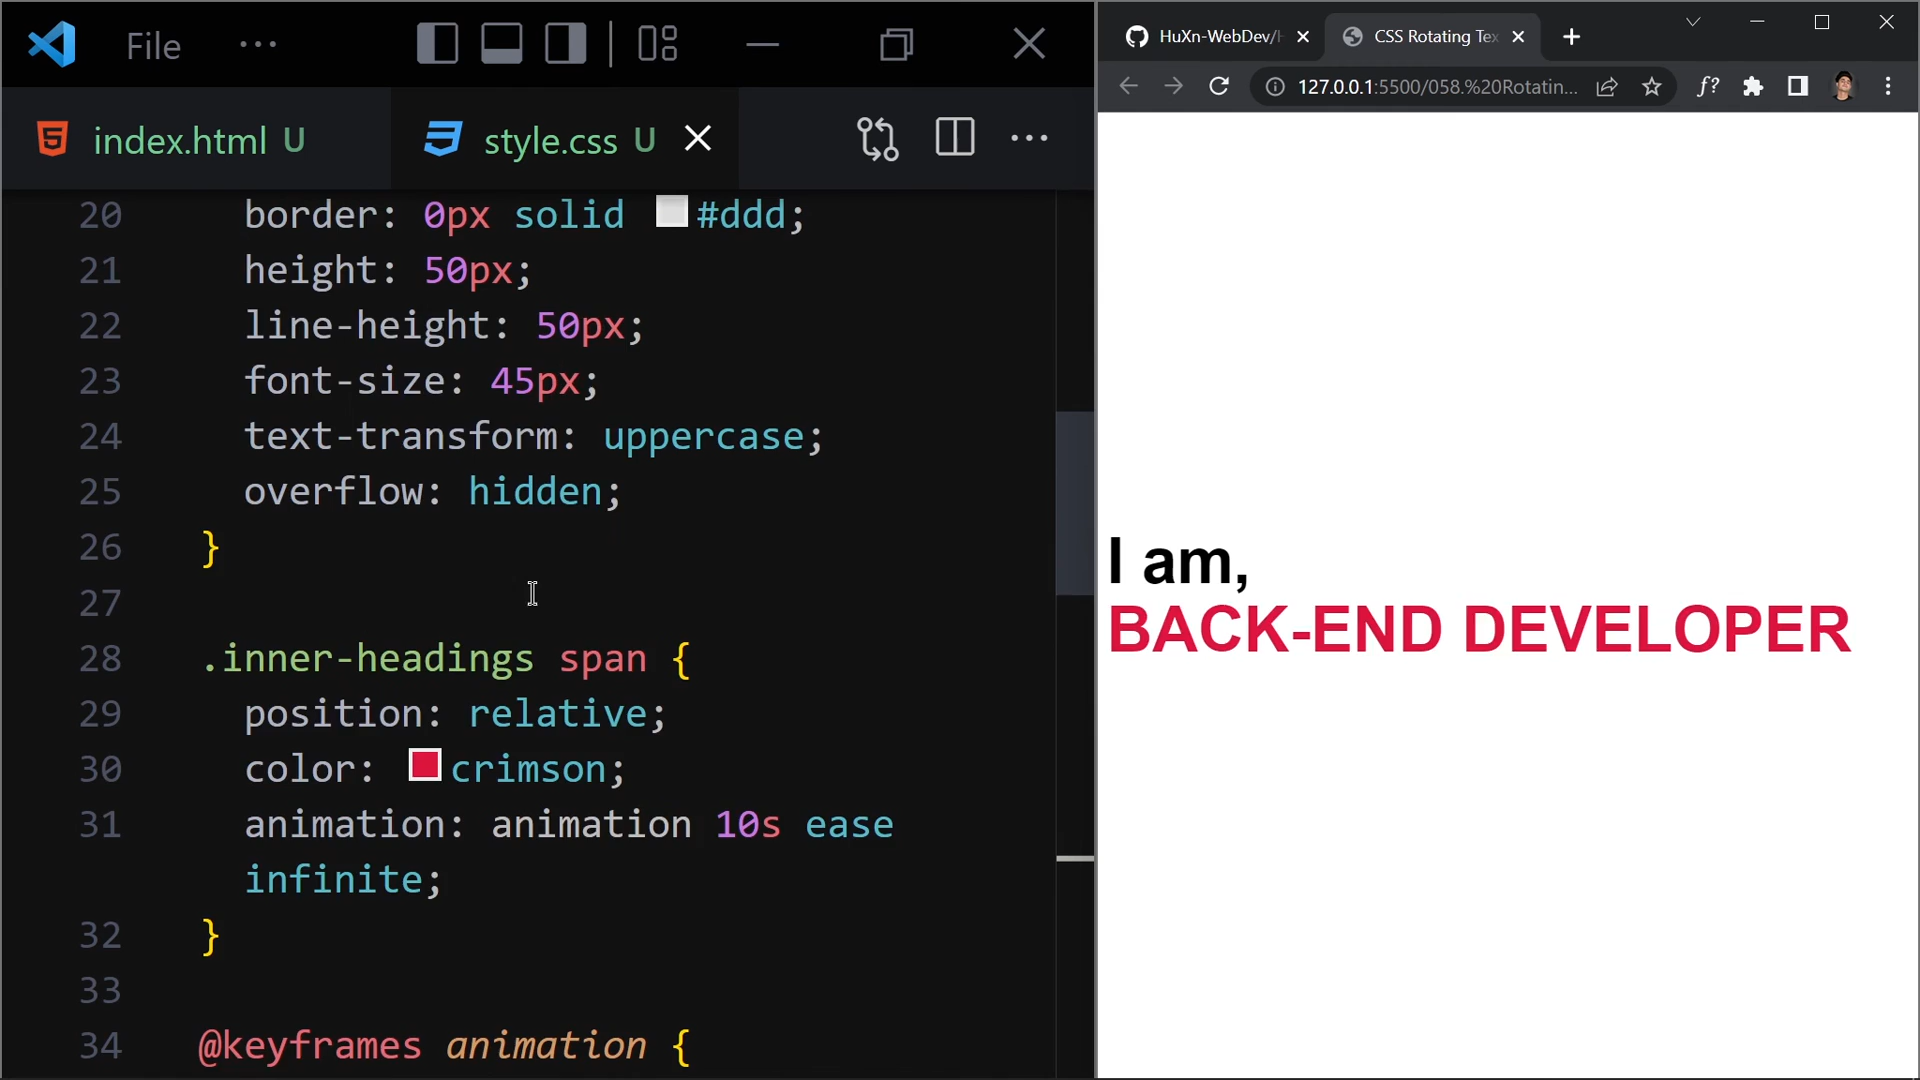 File ...
HuXn-WebDev/H
CSS Rotating Tex
127.0.0.1:5500/058.%20Rotatin...
f?
index.html U
style.css U
20 border: 0px solid #ddd;
21 height: 50px;
22 line-height: 50px;
23 font-size: 45px;
24 text-transform: uppercase;
25 overflow: hidden;
26 }
27
28 .inner-headings span {
29 position: relative;
30 color: crimson;
31 animation: animation 10s ease
infinite;
32 }
33
34 @keyframes animation {
I am,
BACK-END DEVELOPER